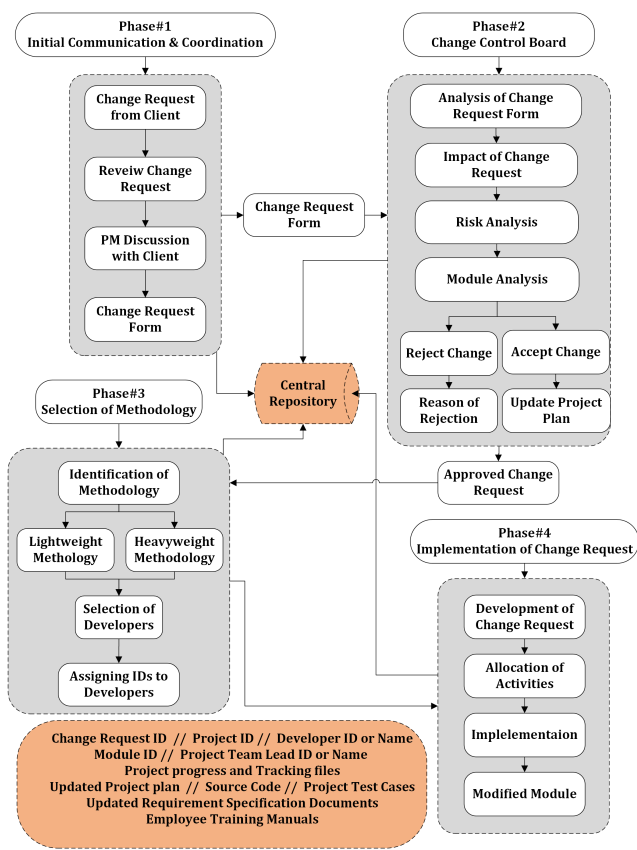 Phase#1
Initial Communication & Coordination
Change Request
from Client
Reveiw Change
Request
PM Discussion
with Client
Change Request
Form
Change Request
Form
Phase#2
Change Control Board
Analysis of Change
Request Form
Impact of Change
Request
Risk Analysis
Module Analysis
Reject Change
Accept Change
Reason of
Rejection
Update Project
Plan
Central
Repository
Approved Change
Request
Phase#3
Selection of Methodology
Identification of
Methodology
Lightweight
Methology
Heavyweight
Methodology
Selection of
Developers
Assigning IDs to
Developers
Phase#4
Implementation of Change Request
Development of
Change Request
Allocation of
Activities
Implelementaion
Modified Module
Change Request ID // Project ID // Developer ID or Name
Module ID // Project Team Lead ID or Name
Project progress and Tracking files
Updated Project plan // Source Code // Project Test Cases
Updated Requirement Specification Documents
Employee Training Manuals